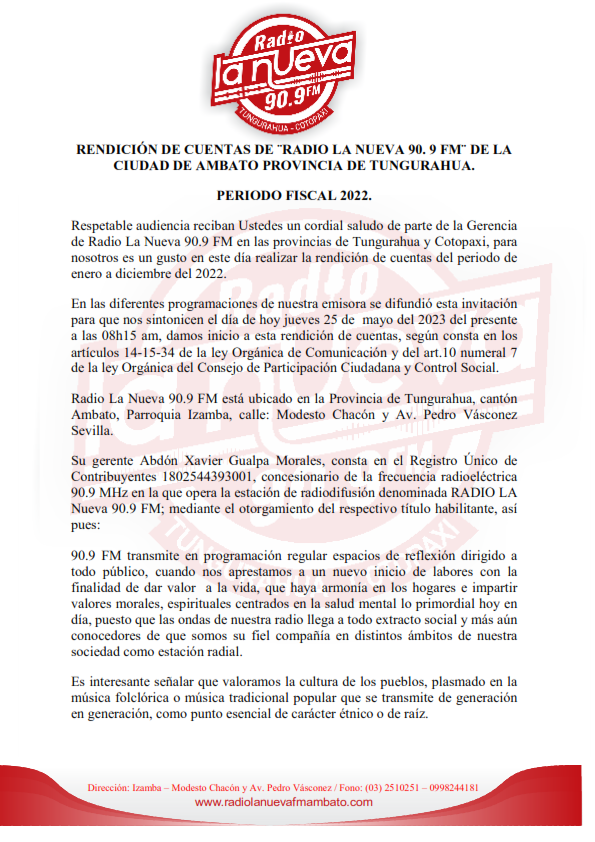 Radio
la nueva
90.9 FM
TUNGURAHUA - COTOPAXI
RENDICIÓN DE CUENTAS DE ¨RADIO LA NUEVA 90. 9 FM¨ DE LA
CIUDAD DE AMBATO PROVINCIA DE TUNGURAHUA.
PERIODO FISCAL 2022.
Respetable audiencia reciban Ustedes un cordial saludo de parte de la Gerencia
de Radio La Nueva 90.9 FM en las provincias de Tungurahua y Cotopaxi, para
nosotros es un gusto en este día realizar la rendición de cuentas del periodo de
enero a diciembre del 2022.
En las diferentes programaciones de nuestra emisora se difundió esta invitación
para que nos sintonicen el día de hoy jueves 25 de mayo del 2023 del presente
a las 08h15 am, damos inicio a esta rendición de cuentas, según consta en los
artículos 14-15-34 de la ley Orgánica de Comunicación y del art.10 numeral 7
de la ley Orgánica del Consejo de Participación Ciudadana y Control Social.
Radio La Nueva 90.9 FM está ubicado en la Provincia de Tungurahua, cantón
Ambato, Parroquia Izamba, calle: Modesto Chacón y Av. Pedro Vásconez
Sevilla.
Su gerente Abdón Xavier Gualpa Morales, consta en el Registro Único de
Contribuyentes 1802544393001, concesionario de la frecuencia radioeléctrica
90.9 MHz en la que opera la estación de radiodifusión denominada RADIO LA
Nueva 90.9 FM; mediante el otorgamiento del respectivo título habilitante, así
pues:
90.9 FM transmite en programación regular espacios de reflexión dirigido a
todo público, cuando nos aprestamos a un nuevo inicio de labores con la
finalidad de dar valor a la vida, que haya armonía en los hogares e impartir
valores morales, espirituales centrados en la salud mental lo primordial hoy en
día, puesto que las ondas de nuestra radio llega a todo extracto social y más aún
conocedores de que somos su fiel compañía en distintos ámbitos de nuestra
sociedad como estación radial.
Es interesante señalar que valoramos la cultura de los pueblos, plasmado en la
música folclórica o música tradicional popular que se transmite de generación
en generación, como punto esencial de carácter étnico o de raíz.
Dirección: Izamba – Modesto Chacón y Av. Pedro Vásconez / Fono: (03) 2510251 – 0998244181
www.radiolanuevafmambato.com